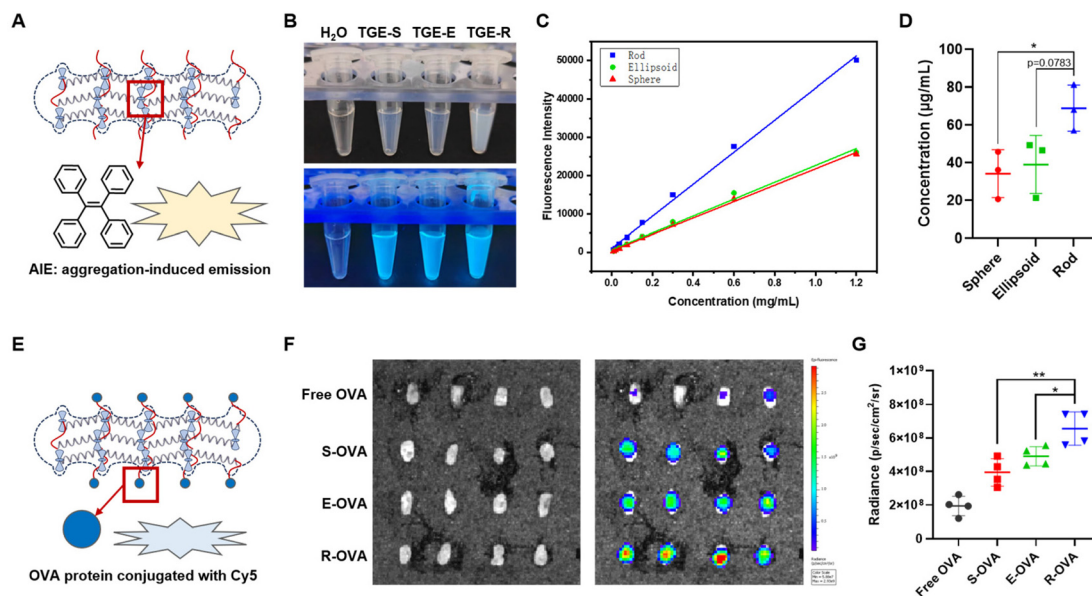 A
AIE: aggregation-induced emission
B
H₂O TGE-S TGE-E TGE-R
C
Fluorescence Intensity
50000
40000
30000
20000
10000
0
Rod
Ellipsoid
Sphere
0.0 0.2 0.4 0.6 0.8 1.0 1.2
Concentration (mg/mL)
D
Concentration (μg/mL)
100
80
60
40
20
0
*
p=0.0783
Sphere
Ellipsoid
Rod
E
OVA protein conjugated with Cy5
F
Free OVA
S-OVA
E-OVA
R-OVA
G
Radiance (p/sec/cm²/sr)
1×10⁹
8×10⁸
6×10⁸
4×10⁸
2×10⁸
0
**
*
Free OVA
S-OVA
E-OVA
R-OVA